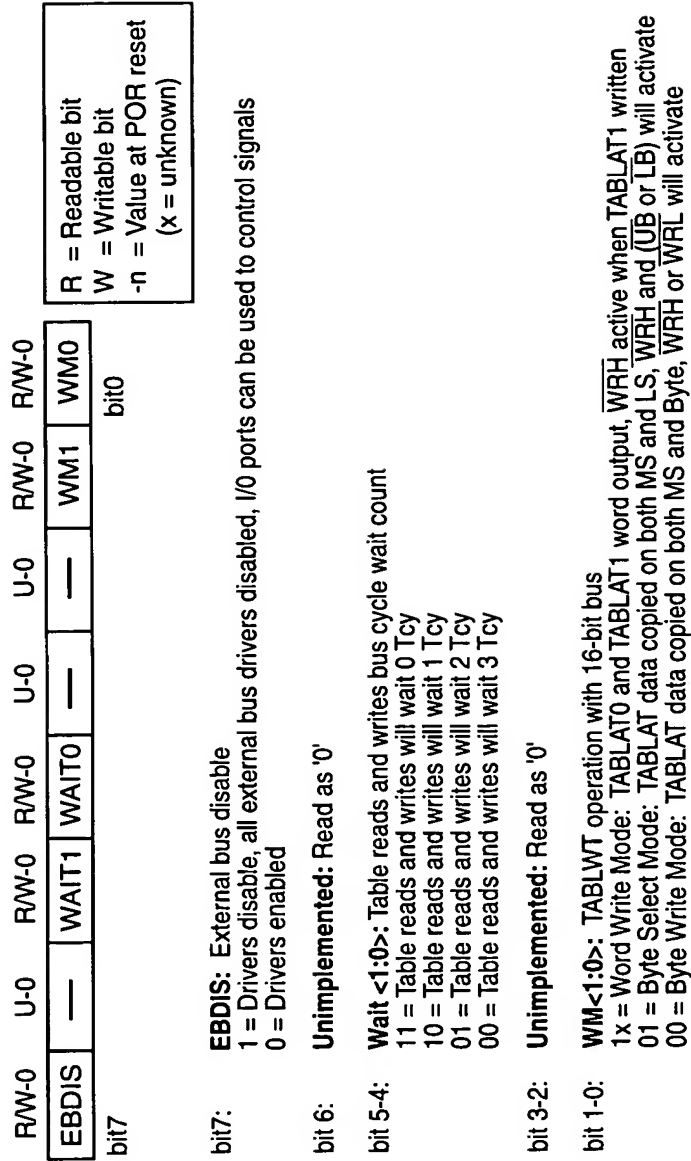 R/W-0 U-0 R/W-0 R/W-0 U-0 U-0 R/W-0 R/W-0
EBDIS — WAIT1 WAIT0 — — WM1 WM0
bit7 bit0
R = Readable bit
W = Writable bit
-n = Value at POR reset
(x = unknown)
bit7: EBDIS: External bus disable
1 = Drivers disable, all external bus drivers disabled, I/0 ports can be used to control signals
0 = Drivers enabled
bit 6: Unimplemented: Read as '0'
bit 5-4: Wait <1:0>: Table reads and writes bus cycle wait count
11 = Table reads and writes will wait 0 Tcy
10 = Table reads and writes will wait 1 Tcy
01 = Table reads and writes will wait 2 Tcy
00 = Table reads and writes will wait 3 Tcy
bit 3-2: Unimplemented: Read as '0'
bit 1-0: WM<1:0>: TABLWT operation with 16-bit bus
1x = Word Write Mode: TABLAT0 and TABLAT1 word output, WRH active when TABLAT1 written
01 = Byte Select Mode: TABLAT data copied on both MS and LS, WRH and (UB or LB) will activate
00 = Byte Write Mode: TABLAT data copied on both MS and Byte, WRH or WRL will activate